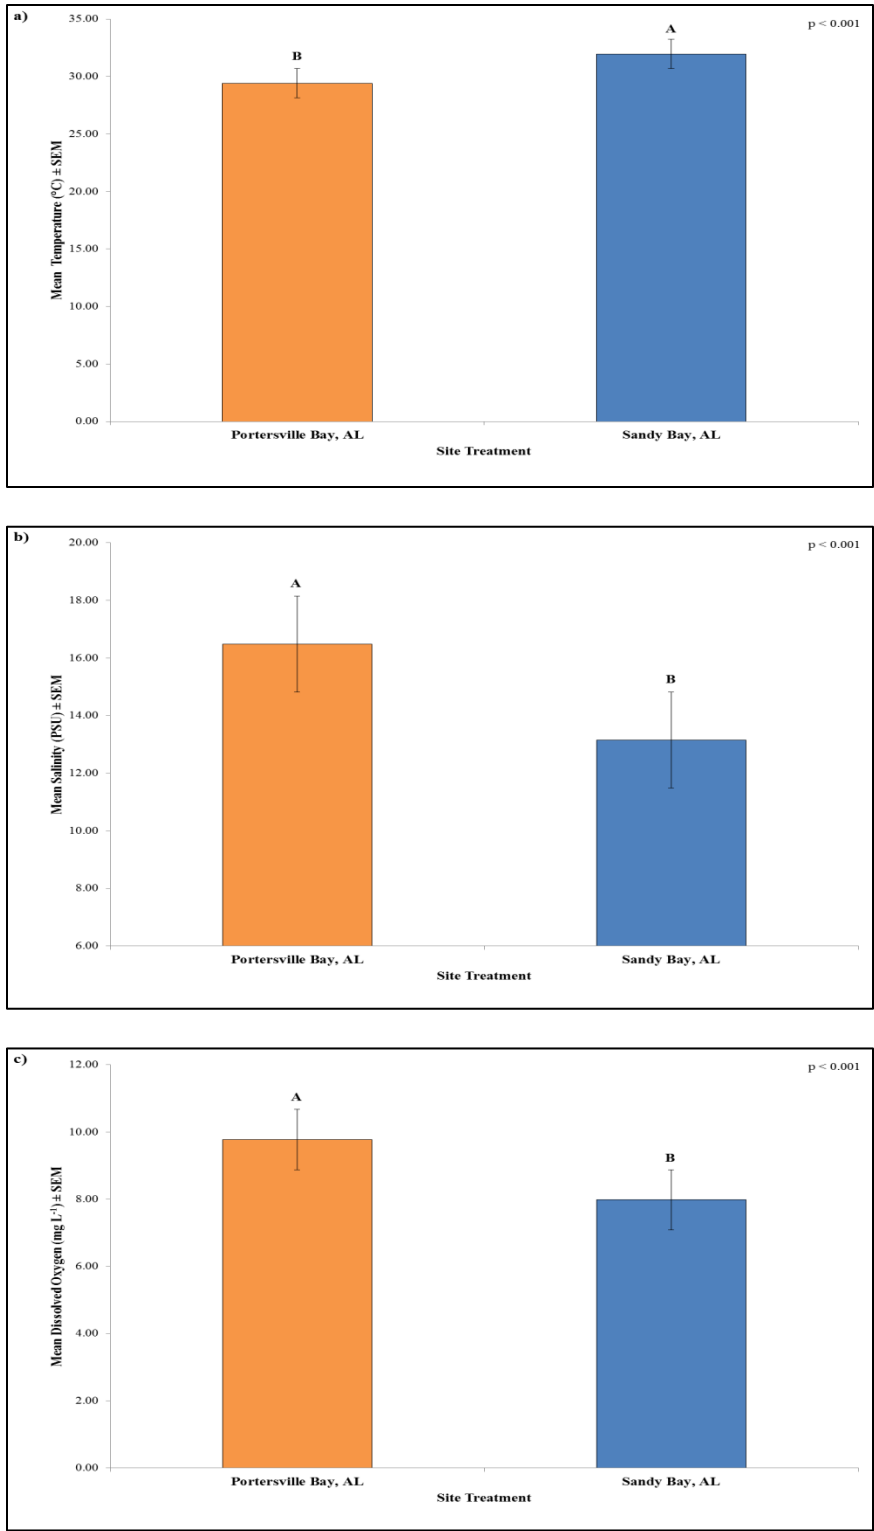 a)
p < 0.001
35.00
30.00
25.00
20.00
15.00
10.00
5.00
0.00
Mean Temperature (°C) ± SEM
B
A
Portersville Bay, AL
Sandy Bay, AL
Site Treatment
b)
p < 0.001
20.00
18.00
16.00
14.00
12.00
10.00
8.00
6.00
Mean Salinity (PSU) ± SEM
A
B
Portersville Bay, AL
Sandy Bay, AL
Site Treatment
c)
p < 0.001
12.00
10.00
8.00
6.00
4.00
2.00
0.00
Mean Dissolved Oxygen (mg L⁻¹) ± SEM
A
B
Portersville Bay, AL
Sandy Bay, AL
Site Treatment